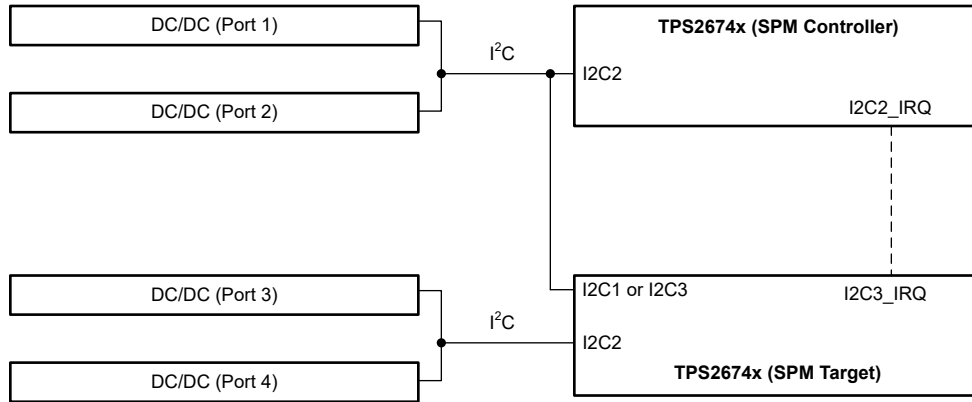 DC/DC (Port 1)
TPS2674x (SPM Controller)
I²C
I2C2
DC/DC (Port 2)
I2C2_IRQ
DC/DC (Port 3)
I2C1 or I2C3
I2C3_IRQ
I²C
I2C2
DC/DC (Port 4)
TPS2674x (SPM Target)